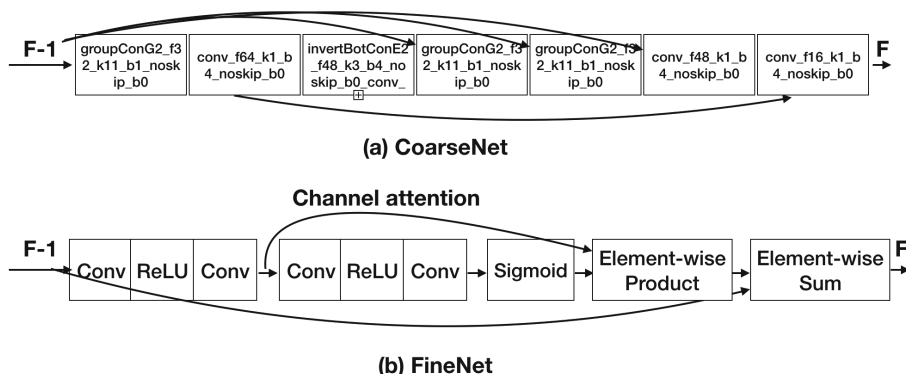 F-1
groupConG2_f3
2_k11_b1_nosk
ip_b0
conv_f64_k1_b
4_noskip_b0
invertBotConE2
_f48_k3_b4_no
skip_b0_conv_
groupConG2_f3
2_k11_b1_nosk
ip_b0
groupConG2_f3
2_k11_b1_nosk
ip_b0
conv_f48_k1_b
4_noskip_b0
conv_f16_k1_b
4_noskip_b0
F
(a) CoarseNet
Channel attention
F-1
Conv
ReLU
Conv
Conv
ReLU
Conv
Sigmoid
Element-wise
Product
Element-wise
Sum
F
(b) FineNet